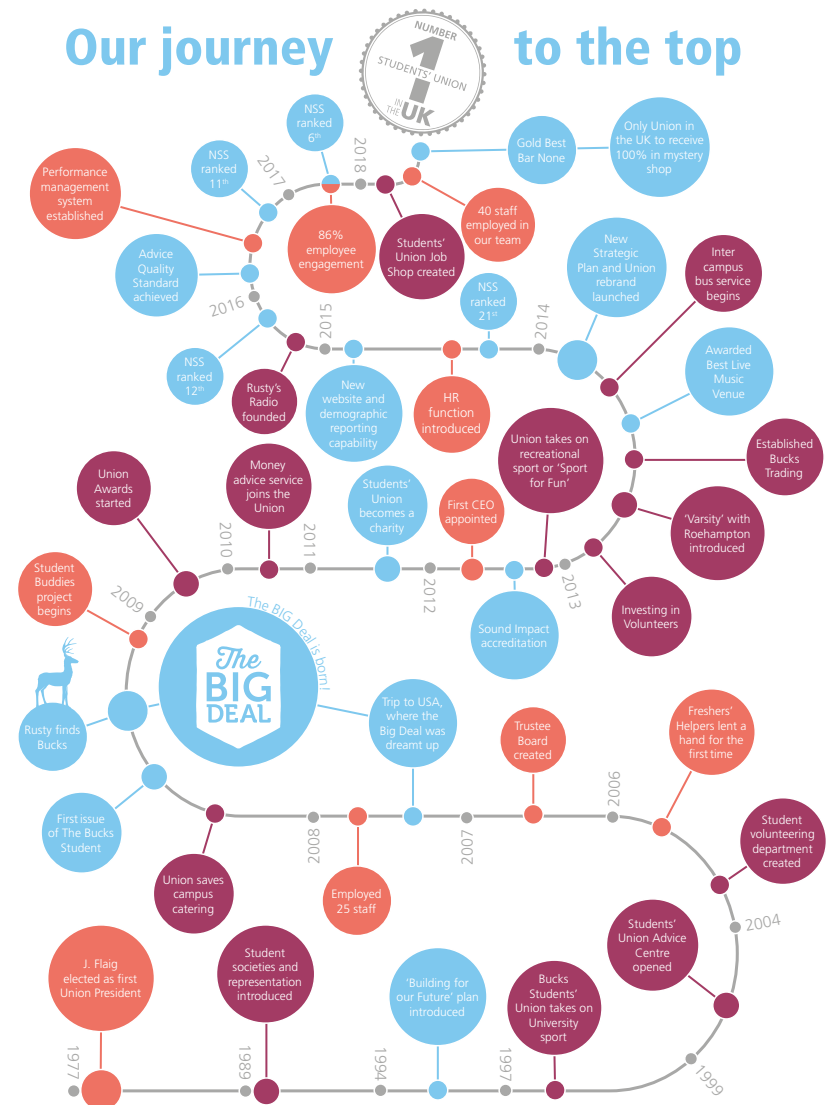 Our journey
NUMBER
1
STUDENTS' UNION
IN
THE
UK
to the top
NSS
ranked
6th
2018
Gold Best
Bar None
Only Union in
the UK to receive
100% in mystery
shop
NSS
ranked
11th
2017
Performance
management
system
established
86%
employee
engagement
Students'
Union Job
Shop created
40 staff
employed in
our team
Advice
Quality
Standard
achieved
2016
New
Strategic
Plan and Union
rebrand
launched
Inter
campus
bus service
begins
NSS
ranked
21st
2015
2014
NSS
ranked
12th
Rusty's
Radio
founded
New
website and
demographic
reporting
capability
HR
function
introduced
Awarded
Best Live
Music
Venue
Union takes on
recreational
sport or 'Sport
for Fun'
Established
Bucks
Trading
Union
Awards
started
Money
advice service
joins the
Union
Students'
Union
becomes a
charity
First CEO
appointed
'Varsity' with
Roehampton
introduced
2010
2011
2012
2013
Student
Buddies
project
begins
2009
Sound Impact
accreditation
Investing in
Volunteers
The BIG Deal is born!
The
BIG
DEAL
Rusty finds
Bucks
Trip to USA,
where the
Big Deal was
dreamt up
Trustee
Board
created
Freshers'
Helpers lent a
hand for the
first time
First issue
of The Bucks
Student
2008
2007
2006
Student
volunteering
department
created
Union saves
campus
catering
Employed
25 staff
2004
Students'
Union Advice
Centre
opened
J. Flaig
elected as first
Union President
Student
societies and
representation
introduced
'Building for
our Future' plan
introduced
Bucks
Students'
Union takes on
University
sport
1977
1989
1994
1997
1999